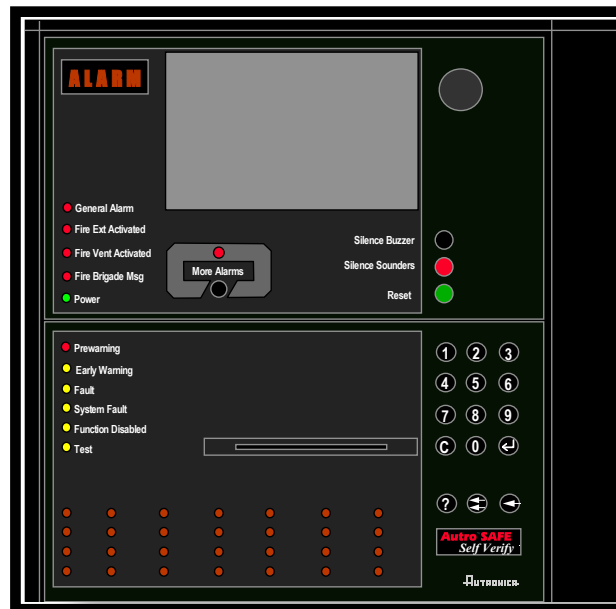 ALARM
General Alarm
Fire Ext Activated
Fire Vent Activated
Fire Brigade Msg
Power
More Alarms
Silence Buzzer
Silence Sounders
Reset
Prewarning
Early Warning
Fault
System Fault
Function Disabled
Test
1 2 3
4 5 6
7 8 9
C 0
?
Autro SAFE
Self Verify
AUTRONICA